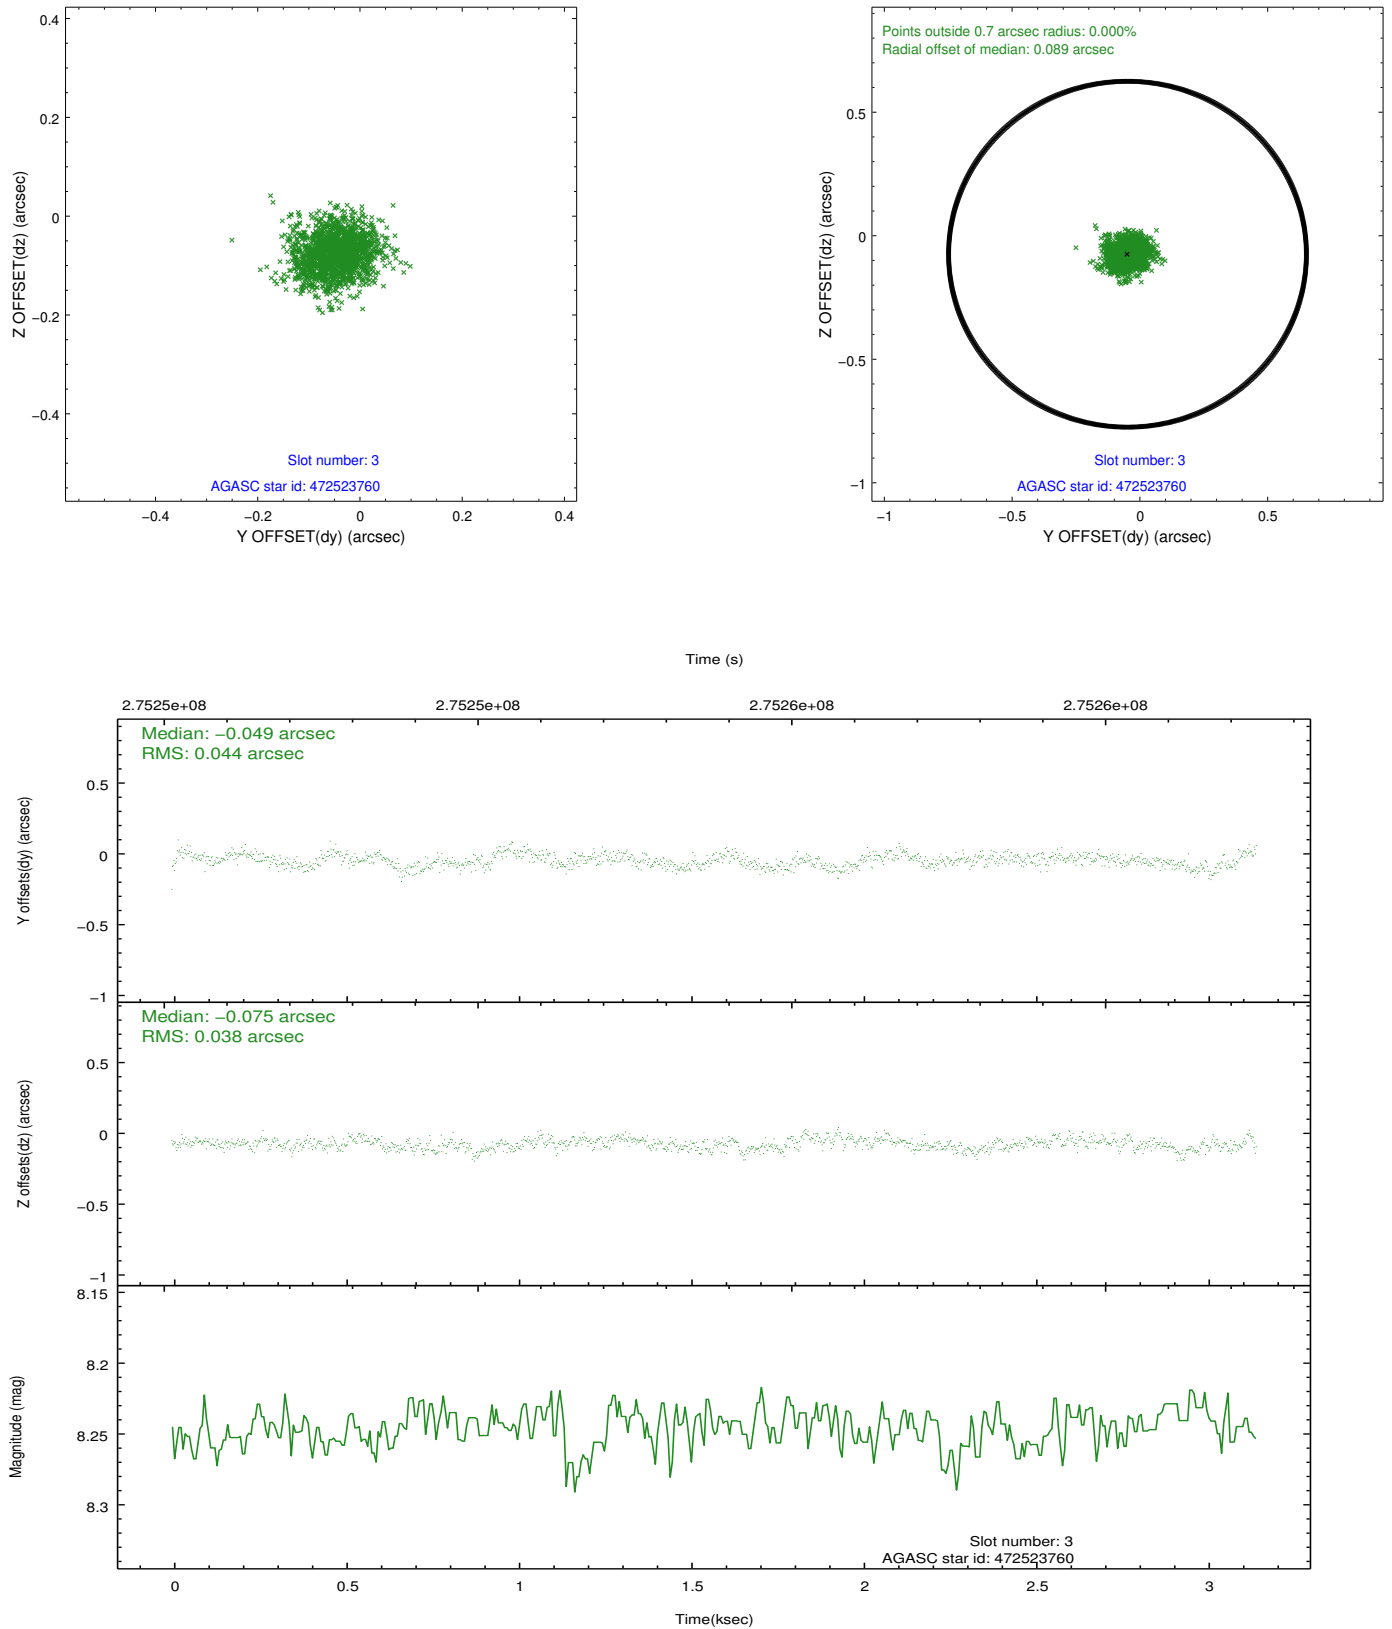 0.4
0.2
0
−0.2
−0.4
Z OFFSET(dz) (arcsec)
Slot number: 3
AGASC star id: 472523760
−0.4 −0.2 0 0.2 0.4
Y OFFSET(dy) (arcsec)
Points outside 0.7 arcsec radius: 0.000%
Radial offset of median: 0.089 arcsec
0.5
0
−0.5
−1
Z OFFSET(dz) (arcsec)
Slot number: 3
AGASC star id: 472523760
−1 −0.5 0 0.5
Y OFFSET(dy) (arcsec)
Time (s)
2.7525e+08 2.7525e+08 2.7526e+08 2.7526e+08
Median: −0.049 arcsec
RMS: 0.044 arcsec
0.5
0
−0.5
−1
Y offsets(dy) (arcsec)
Median: −0.075 arcsec
RMS: 0.038 arcsec
0.5
0
−0.5
−1
Z offsets(dz) (arcsec)
8.15
8.2
8.25
8.3
Magnitude (mag)
Slot number: 3
AGASC star id: 472523760
0 0.5 1 1.5 2 2.5 3
Time(ksec)